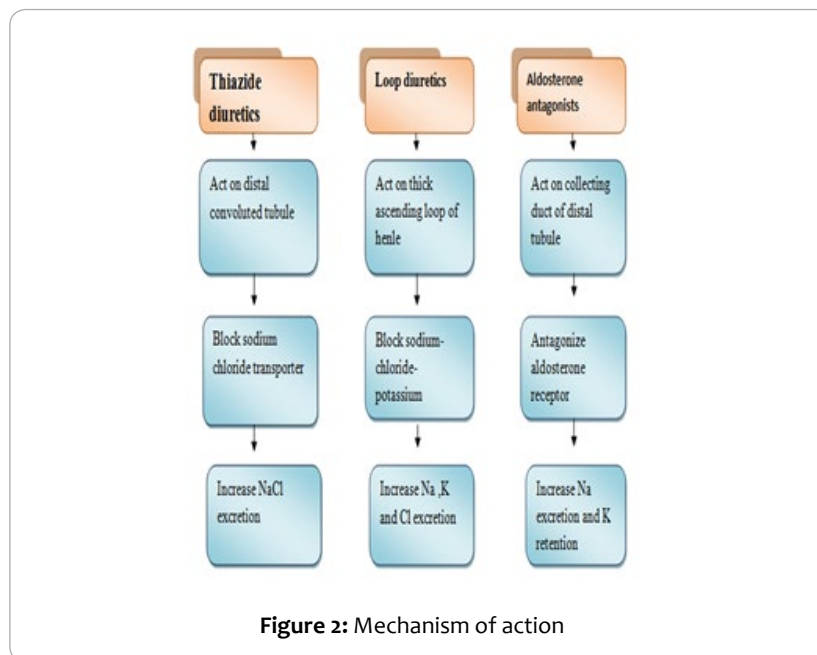 Thiazide
diuretics
Act on distal
convoluted tubule
Block sodium
chloride transporter
Increase NaCl
excretion
Loop diuretics
Act on thick
ascending loop of
henle
Block sodium-
chloride-
potassium
Increase Na ,K
and Cl excretion
Aldosterone
antagonists
Act on collecting
duct of distal
tubule
Antagonize
aldosterone
receptor
Increase Na
excretion and K
retention
Figure 2: Mechanism of action